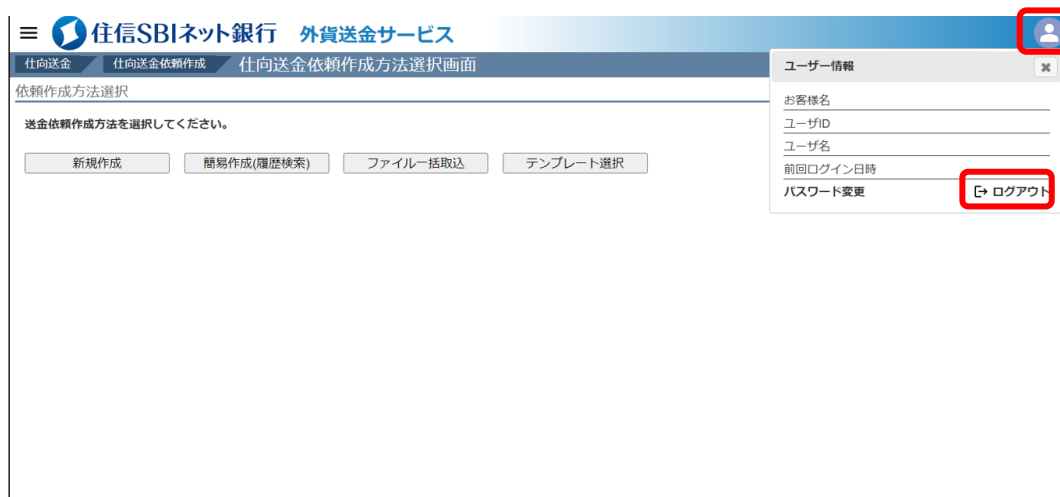 住信SBIネット銀行 外貨送金サービス
仕向送金 仕向送金依頼作成 仕向送金依頼作成方法選択画面
依頼作成方法選択
送金依頼作成方法を選択してください。
新規作成 簡易作成(履歴検索) ファイル一括取込 テンプレート選択
ユーザー情報
お客様名
ユーザID
ユーザ名
前回ログイン日時
パスワード変更 ログアウト